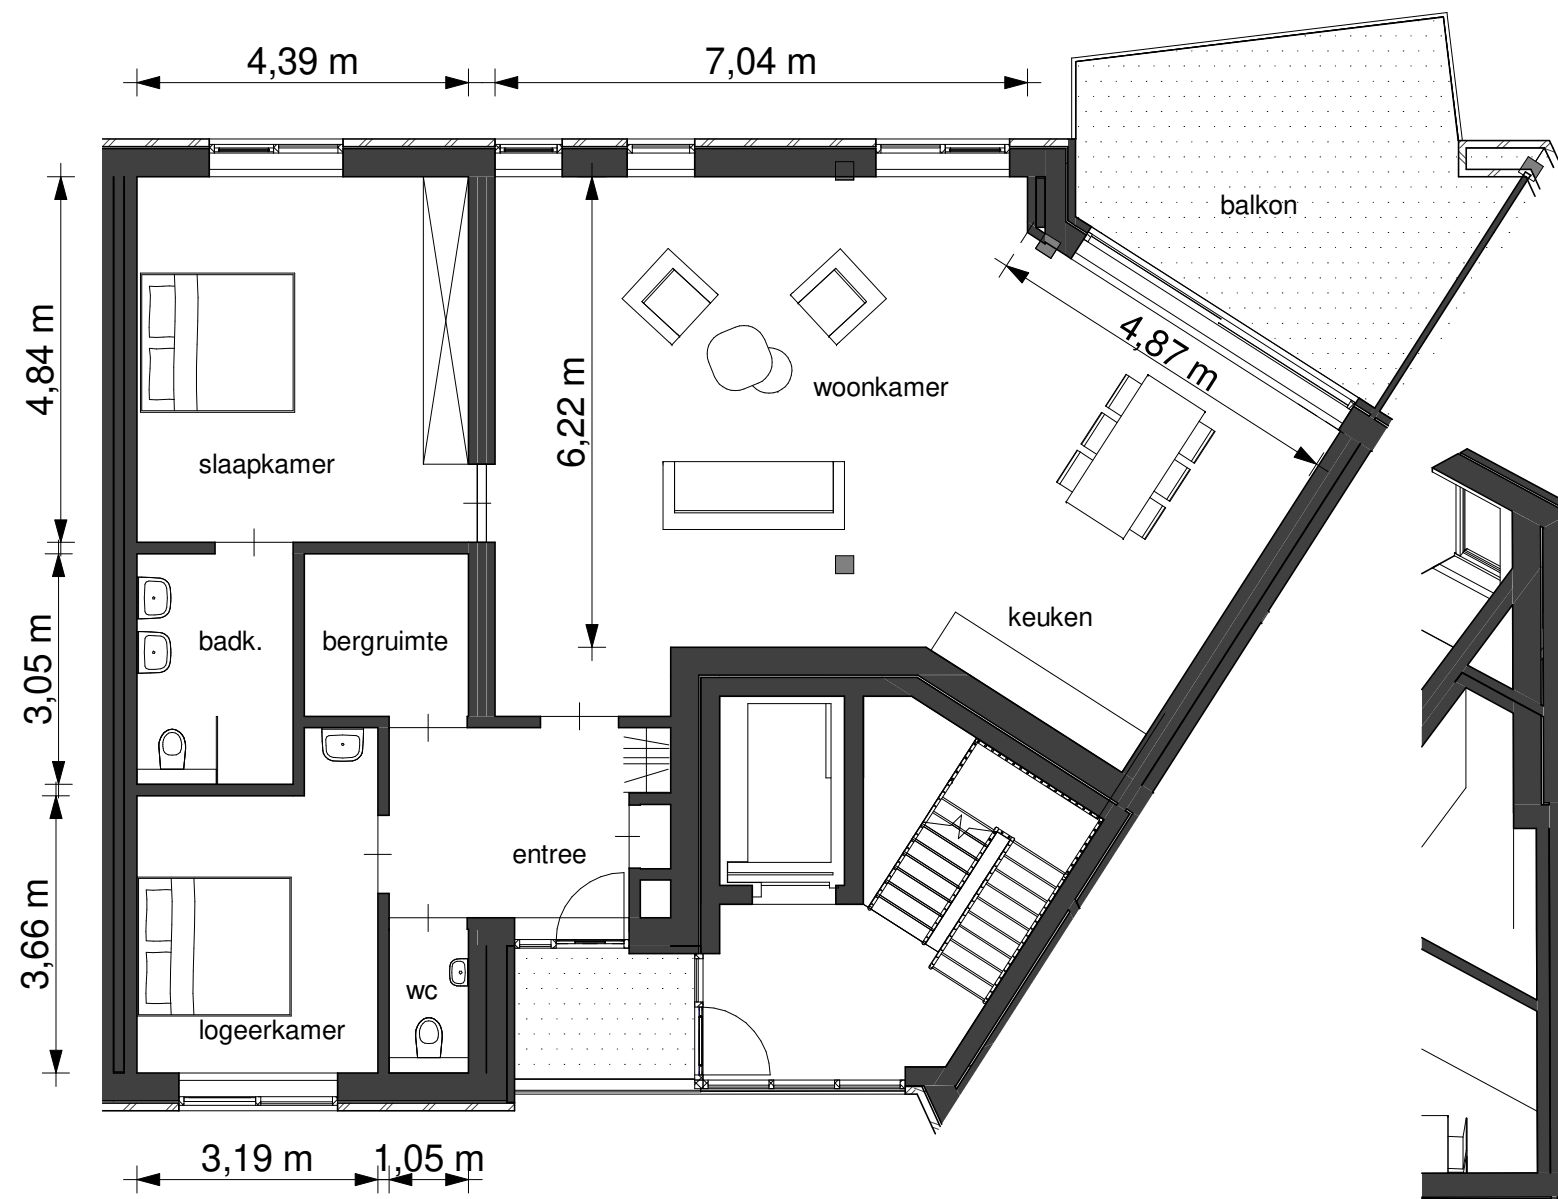 4,39 m
7,04 m
balkon
4,84 m
4,87 m
woonkamer
6,22 m
slaapkamer
keuken
badk.
bergruimte
3,05 m
entree
3,66 m
wc
logeerkamer
3,19 m
1,05 m